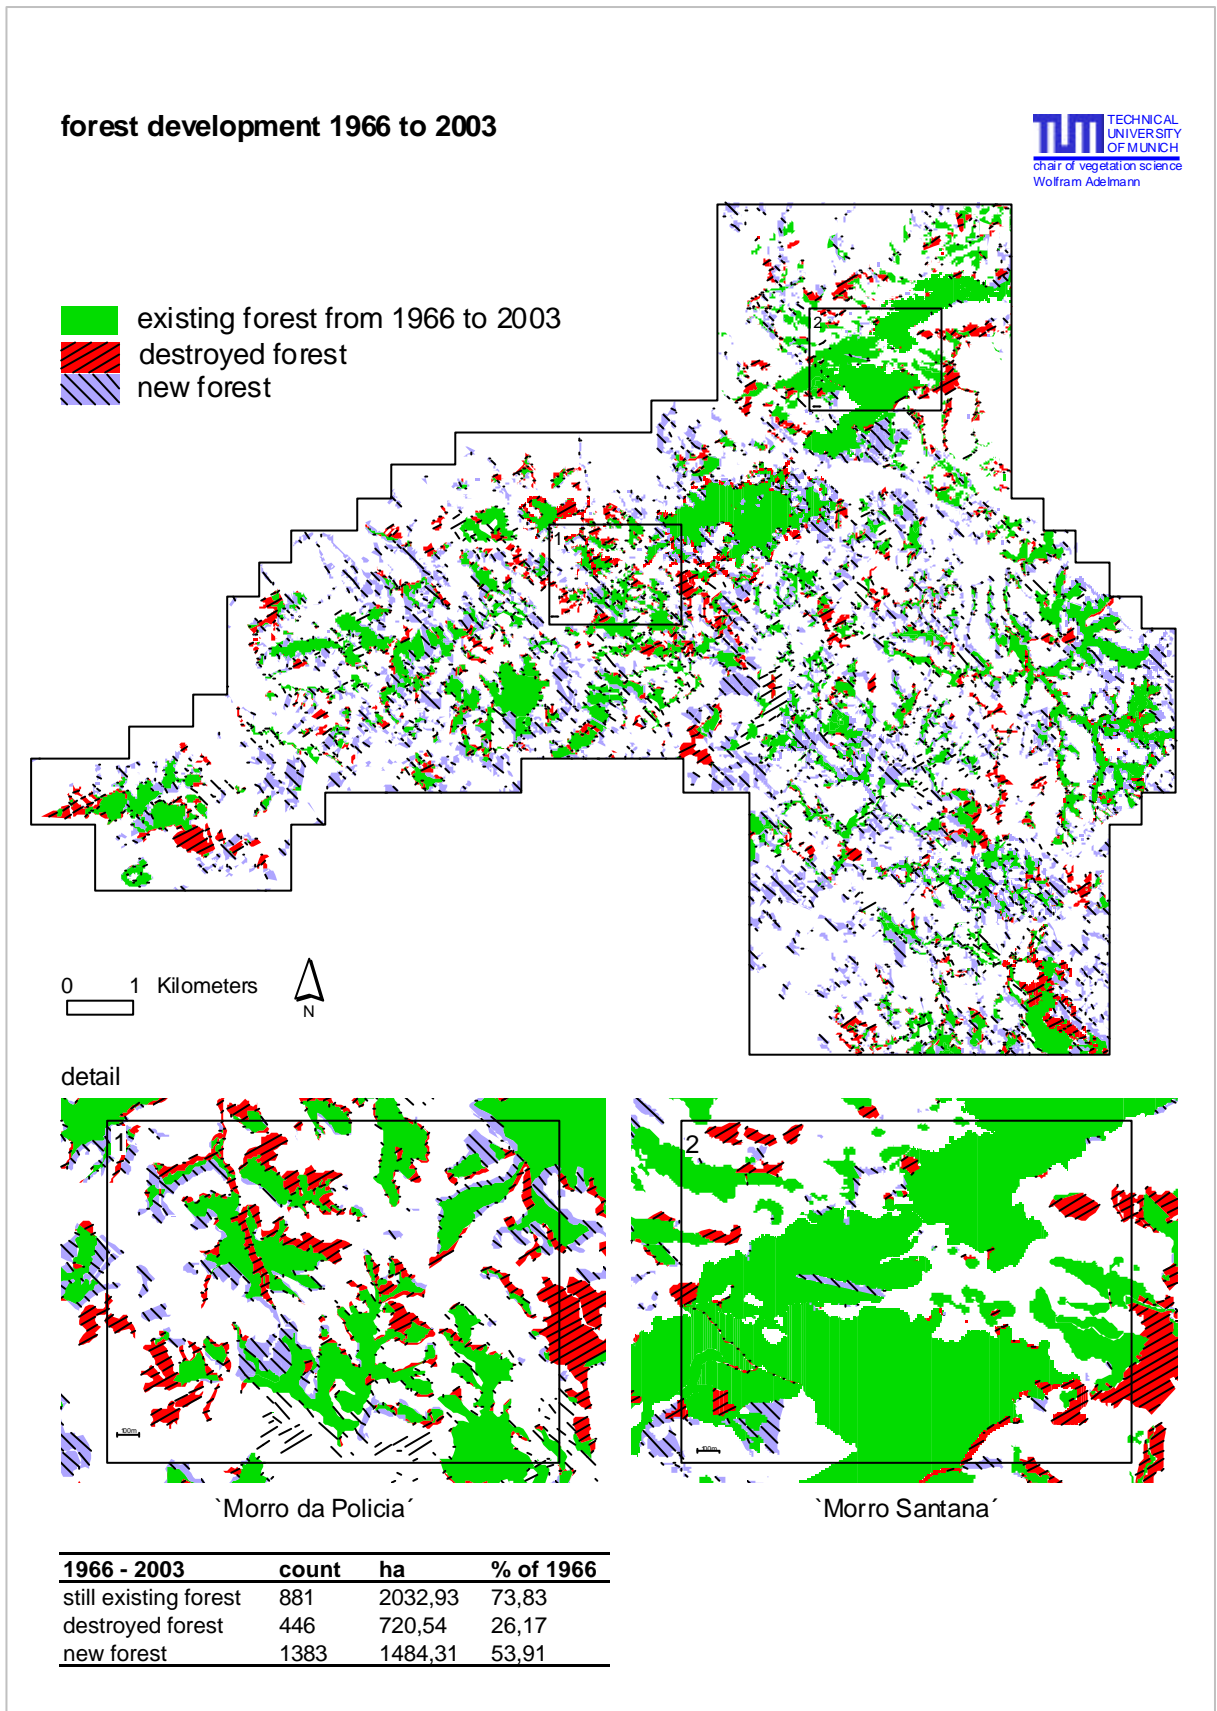 forest development 1966 to 2003
TUM
TECHNICAL
UNIVERSITY
OF MUNICH
chair of vegetation science
Wolfram Adelmann
existing forest from 1966 to 2003
destroyed forest
new forest
2
1
0 1 Kilometers
N
detail
1
100m
2
100m
`Morro da Policia´
`Morro Santana´
1966 - 2003 count ha % of 1966
still existing forest 881 2032,93 73,83
destroyed forest 446 720,54 26,17
new forest 1383 1484,31 53,91